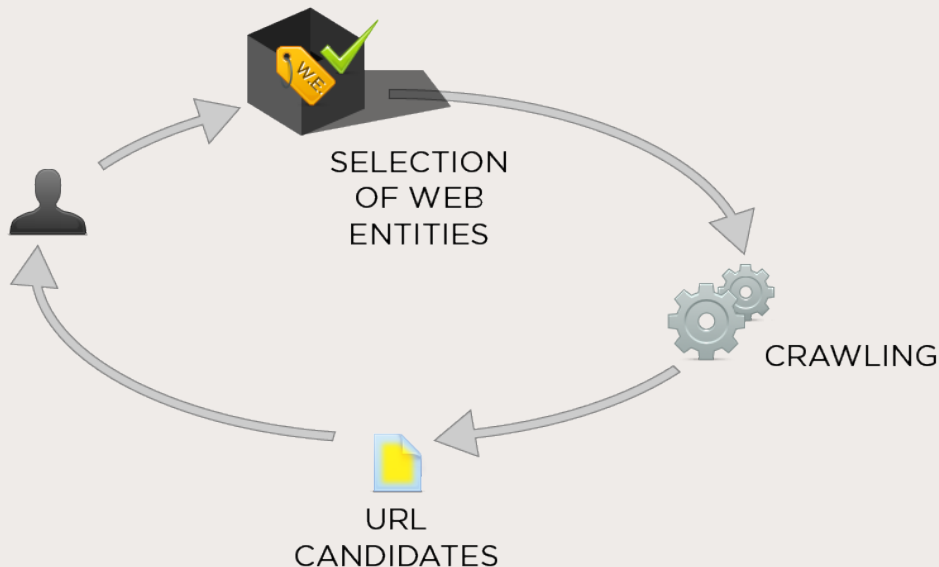 W.E.
SELECTION
OF WEB
ENTITIES
CRAWLING
URL
CANDIDATES